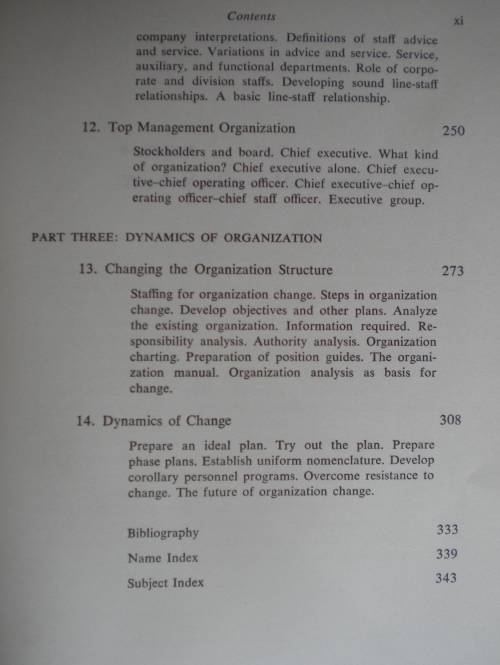 Contents
xi
company interpretations. Definitions of staff advice
and service. Variations in advice and service. Service,
auxiliary, and functional departments. Role of corpo-
rate and division staffs. Developing sound line-staff
relationships. A basic line-staff relationship.
12. Top Management Organization 250
Stockholders and board. Chief executive. What kind
of organization? Chief executive alone. Chief execu-
tive–chief operating officer. Chief executive–chief op-
erating officer–chief staff officer. Executive group.
PART THREE: DYNAMICS OF ORGANIZATION
13. Changing the Organization Structure 273
Staffing for organization change. Steps in organization
change. Develop objectives and other plans. Analyze
the existing organization. Information required. Re-
sponsibility analysis. Authority analysis. Organization
charting. Preparation of position guides. The organi-
zation manual. Organization analysis as basis for
change.
14. Dynamics of Change 308
Prepare an ideal plan. Try out the plan. Prepare
phase plans. Establish uniform nomenclature. Develop
corollary personnel programs. Overcome resistance to
change. The future of organization change.
Bibliography 333
Name Index 339
Subject Index 343